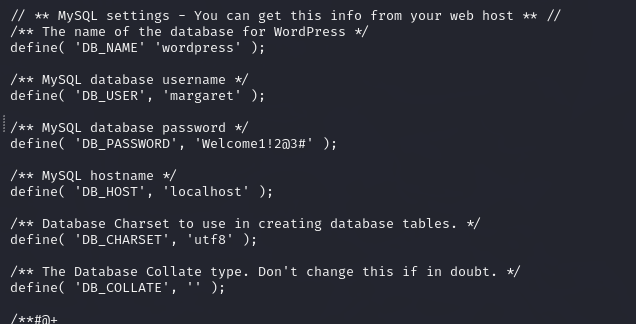 // ** MySQL settings - You can get this info from your web host ** //
/** The name of the database for WordPress */
define( 'DB_NAME' 'wordpress' );
/** MySQL database username */
define( 'DB_USER', 'margaret' );
/** MySQL database password */
define( 'DB_PASSWORD', 'Welcome1!2@3#' );
/** MySQL hostname */
define( 'DB_HOST', 'localhost' );
/** Database Charset to use in creating database tables. */
define( 'DB_CHARSET', 'utf8' );
/** The Database Collate type. Don't change this if in doubt. */
define( 'DB_COLLATE', '' );
/**#@+